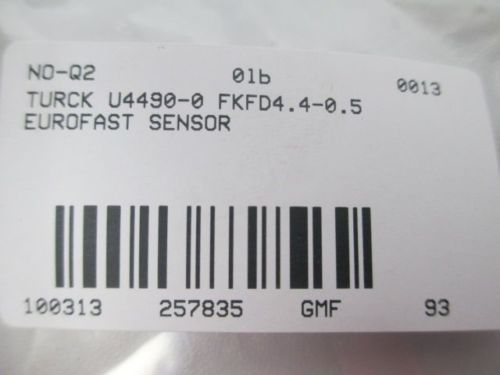 NO-Q2 01b 0013
TURCK U4490-0 FKFD4.4-0.5
EUROFAST SENSOR
100313 257835 GMF 93